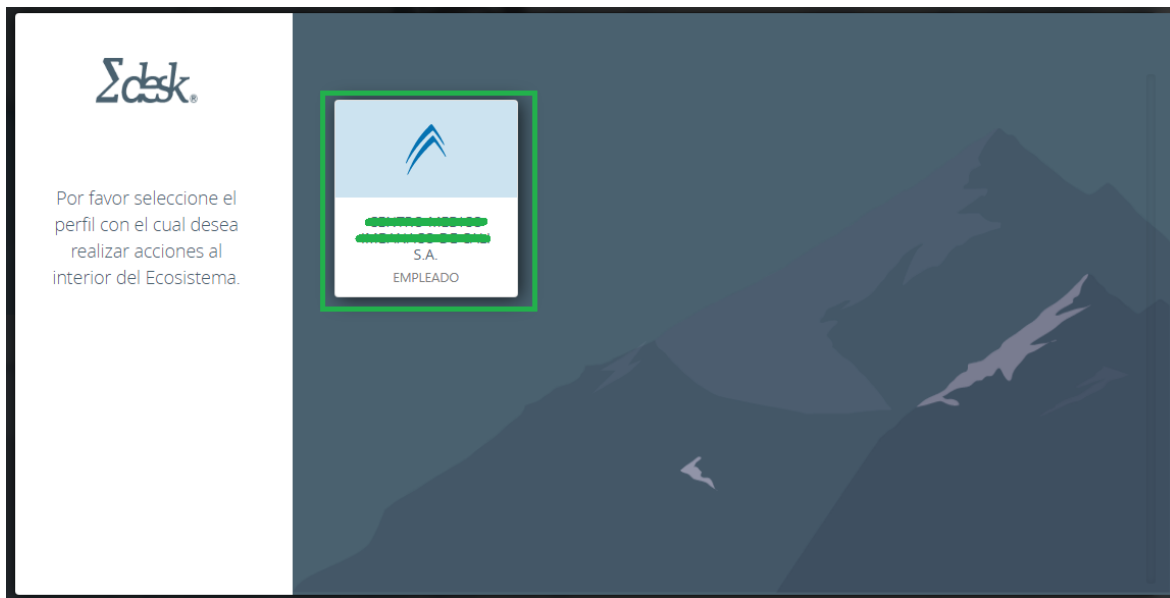 Σdesk®
Por favor seleccione el
perfil con el cual desea
realizar acciones al
interior del Ecosistema.
S.A.
EMPLEADO